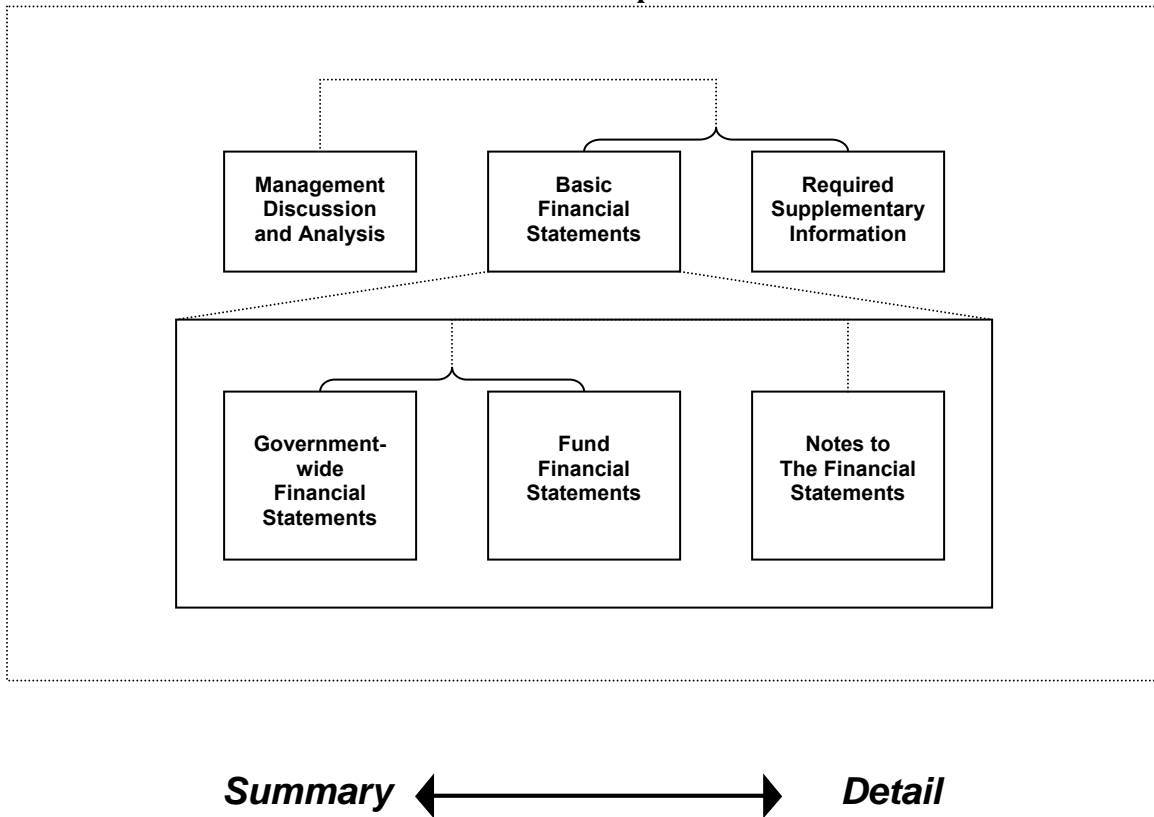 Management
Discussion
and Analysis
Basic
Financial
Statements
Required
Supplementary
Information
Government-
wide
Financial
Statements
Fund
Financial
Statements
Notes to
The Financial
Statements
Summary
Detail